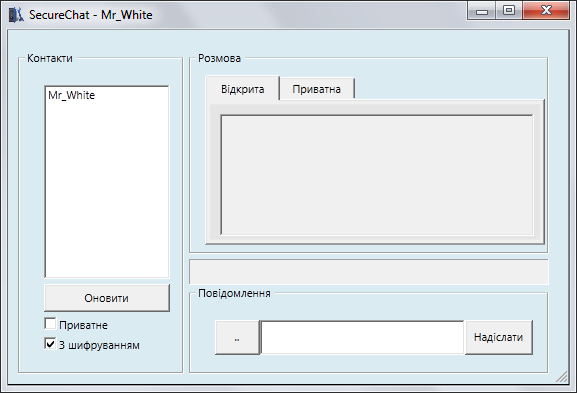 SecureChat - Mr_White
Контакти
Mr_White
Оновити
Приватне
З шифруванням
Розмова
Відкрита
Приватна
Повідомлення
..
Надіслати